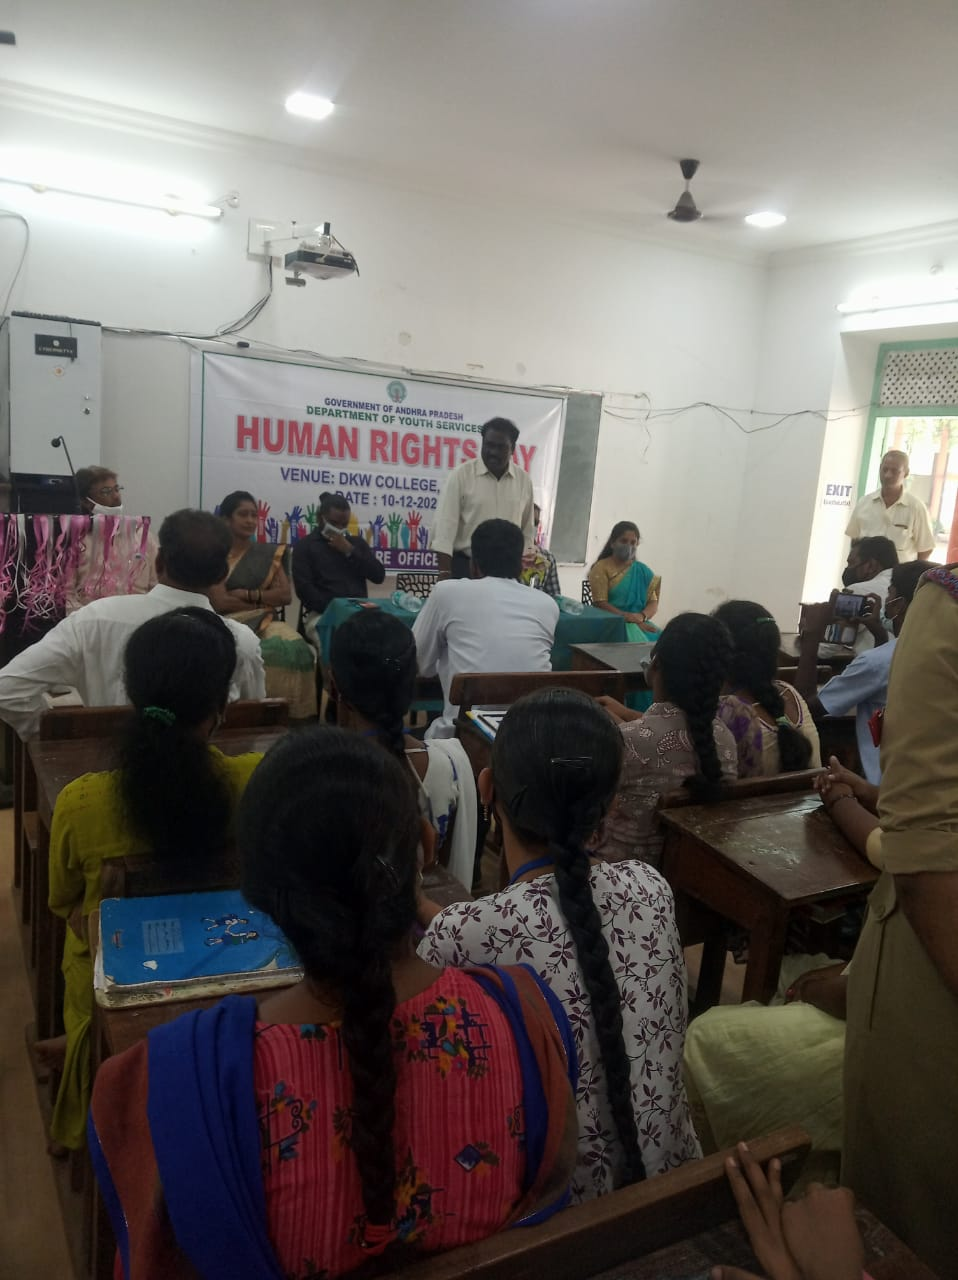 GOVERNMENT OF ANDHRA PRADESH
DEPARTMENT OF YOUTH SERVICES
HUMAN RIGHTS
VENUE: DKW COLLEGE,
DATE : 10-12-202
OFFICE
EXIT